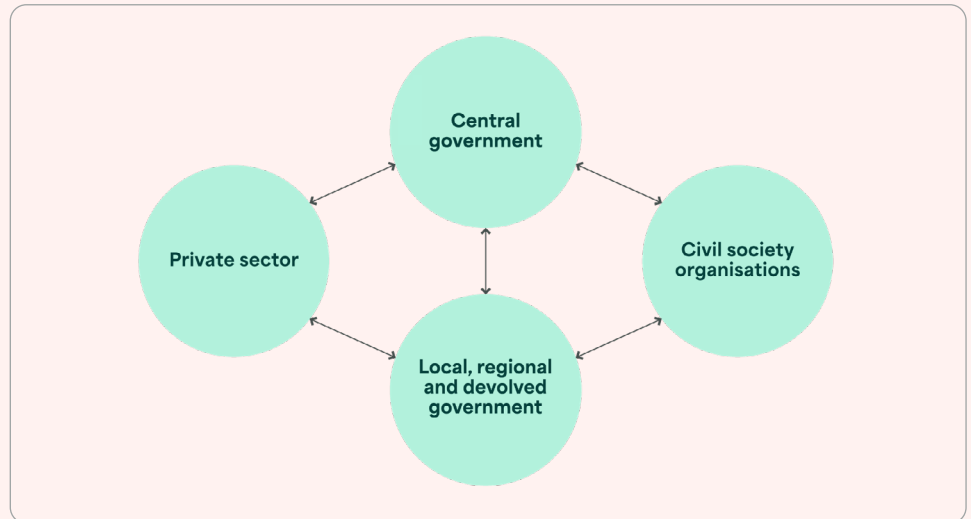 Central
government
Private sector
Civil society
organisations
Local, regional
and devolved
government